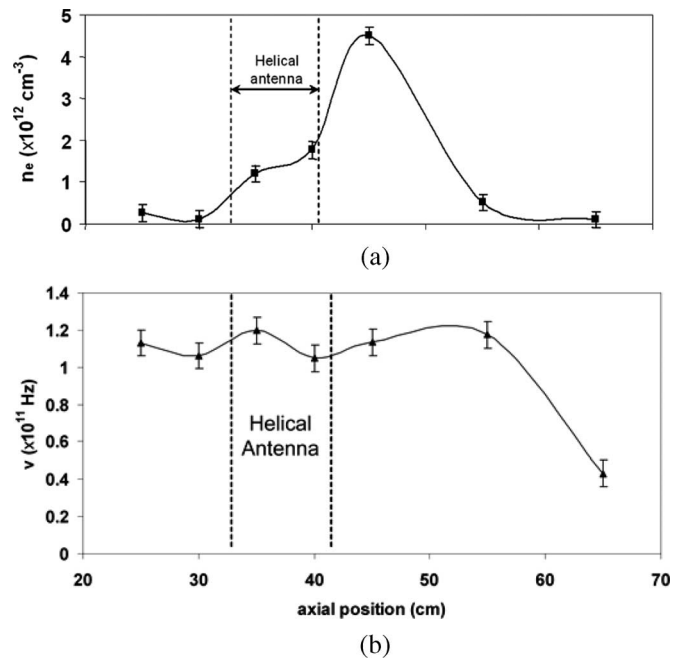 5
4
3
2
1
0
nₑ (x10¹² cm⁻³)
Helical
antenna
(a)
1.4
1.2
1
0.8
0.6
0.4
0.2
0
v (x10¹¹ Hz)
Helical
Antenna
20 30 40 50 60 70
axial position (cm)
(b)